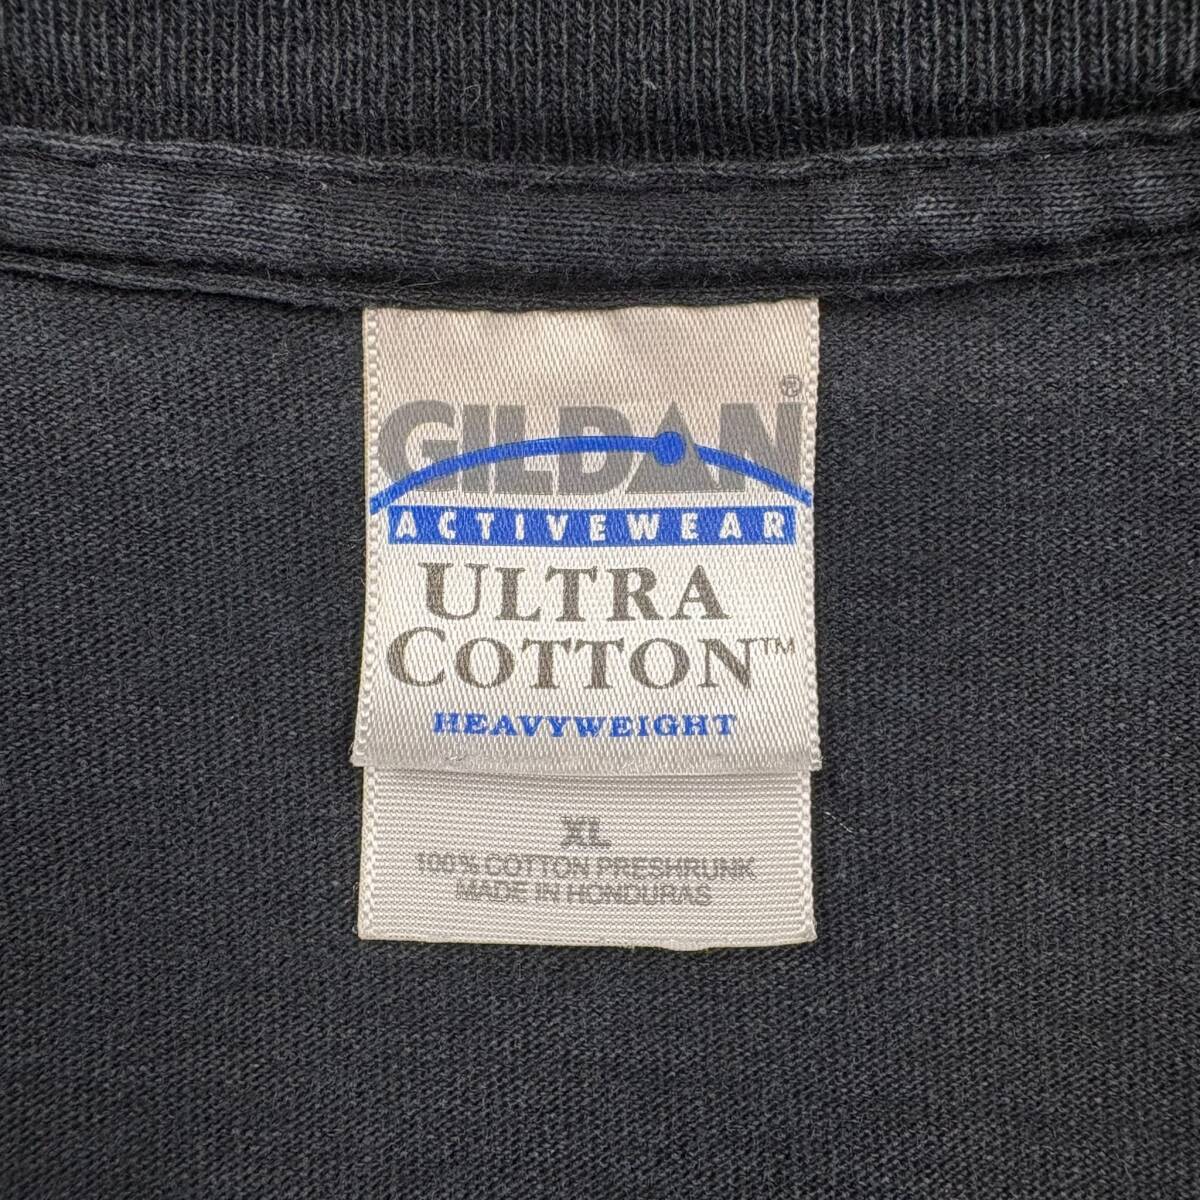 GILDAN®
ACTIVEWEAR
ULTRA
COTTON™
HEAVYWEIGHT
XL
100% COTTON PRESHRUNK
MADE IN HONDURAS